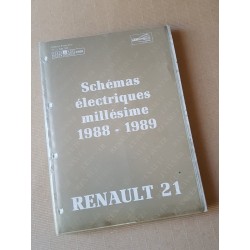 Schémas
électriques
millésime
1988 - 1989
RENAULT 21